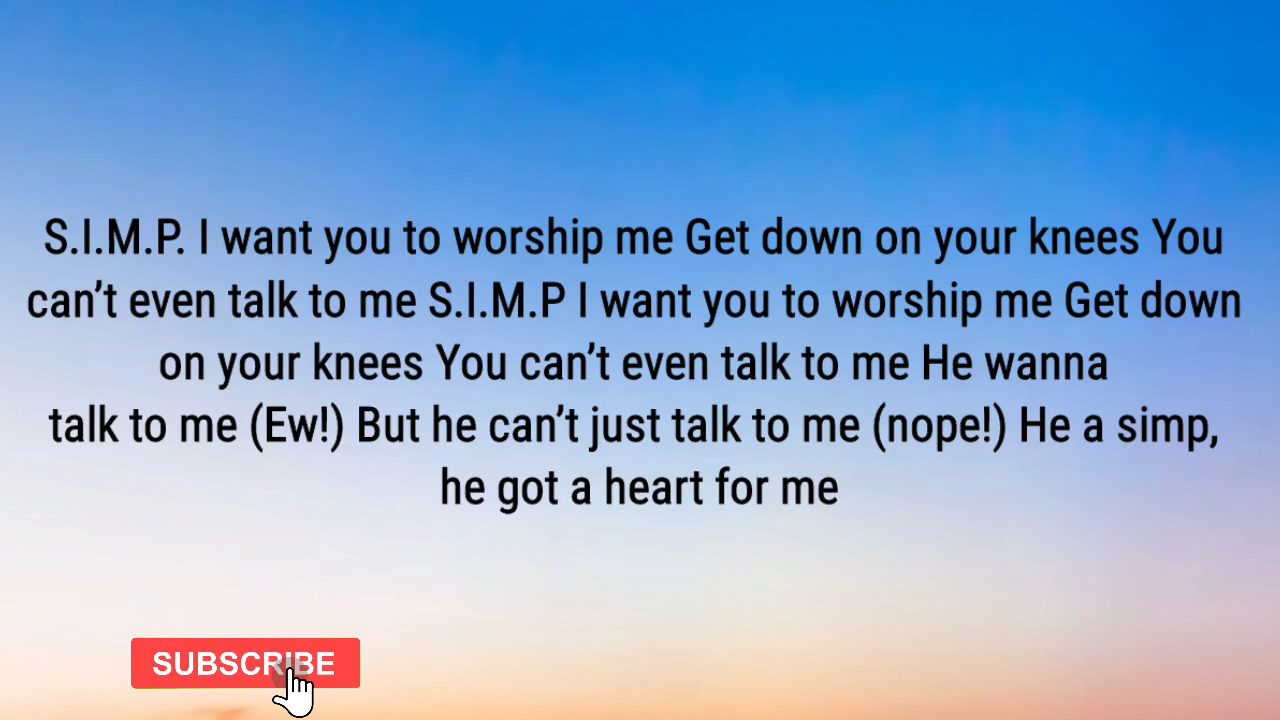 S.I.M.P. I want you to worship me Get down on your knees You
can’t even talk to me S.I.M.P I want you to worship me Get down
on your knees You can’t even talk to me He wanna
talk to me (Ew!) But he can’t just talk to me (nope!) He a simp,
he got a heart for me
SUBSCRIBE